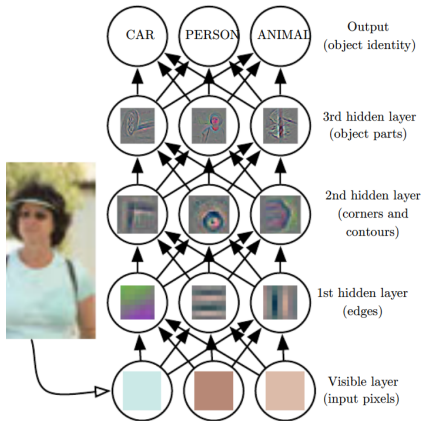 CAR PERSON ANIMAL Output
(object identity)
3rd hidden layer
(object parts)
2nd hidden layer
(corners and
contours)
1st hidden layer
(edges)
Visible layer
(input pixels)